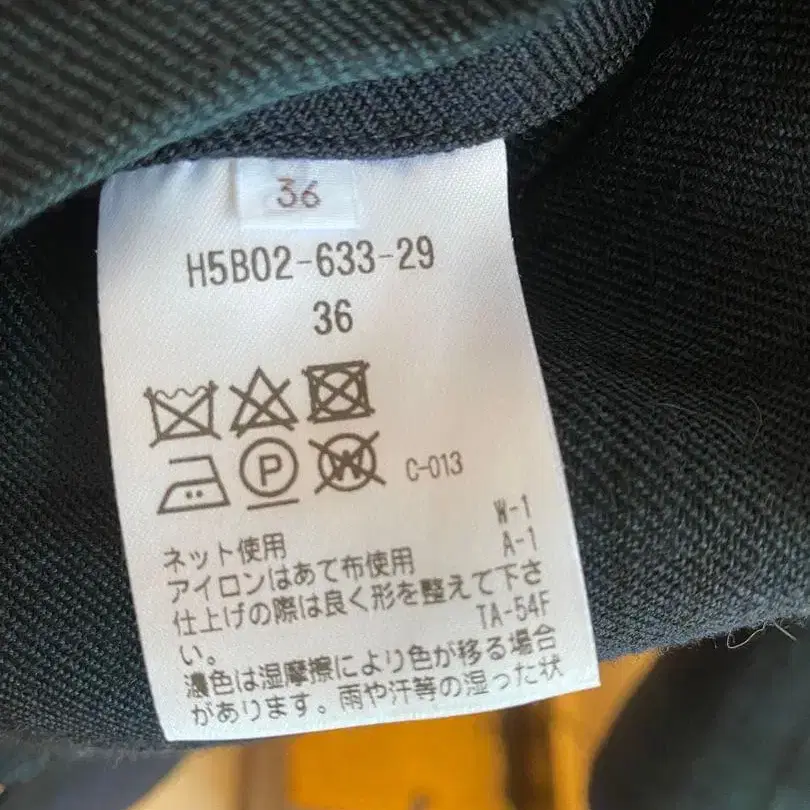 36
H5B02-633-29
36
P
W
C-013
W-1
ネット使用
A-1
アイロンはあて布使用
仕上げの際は良く形を整えて下さ
TA-54F
い。
濃色は湿摩擦により色が移る場合
があります。雨や汗等の湿った状